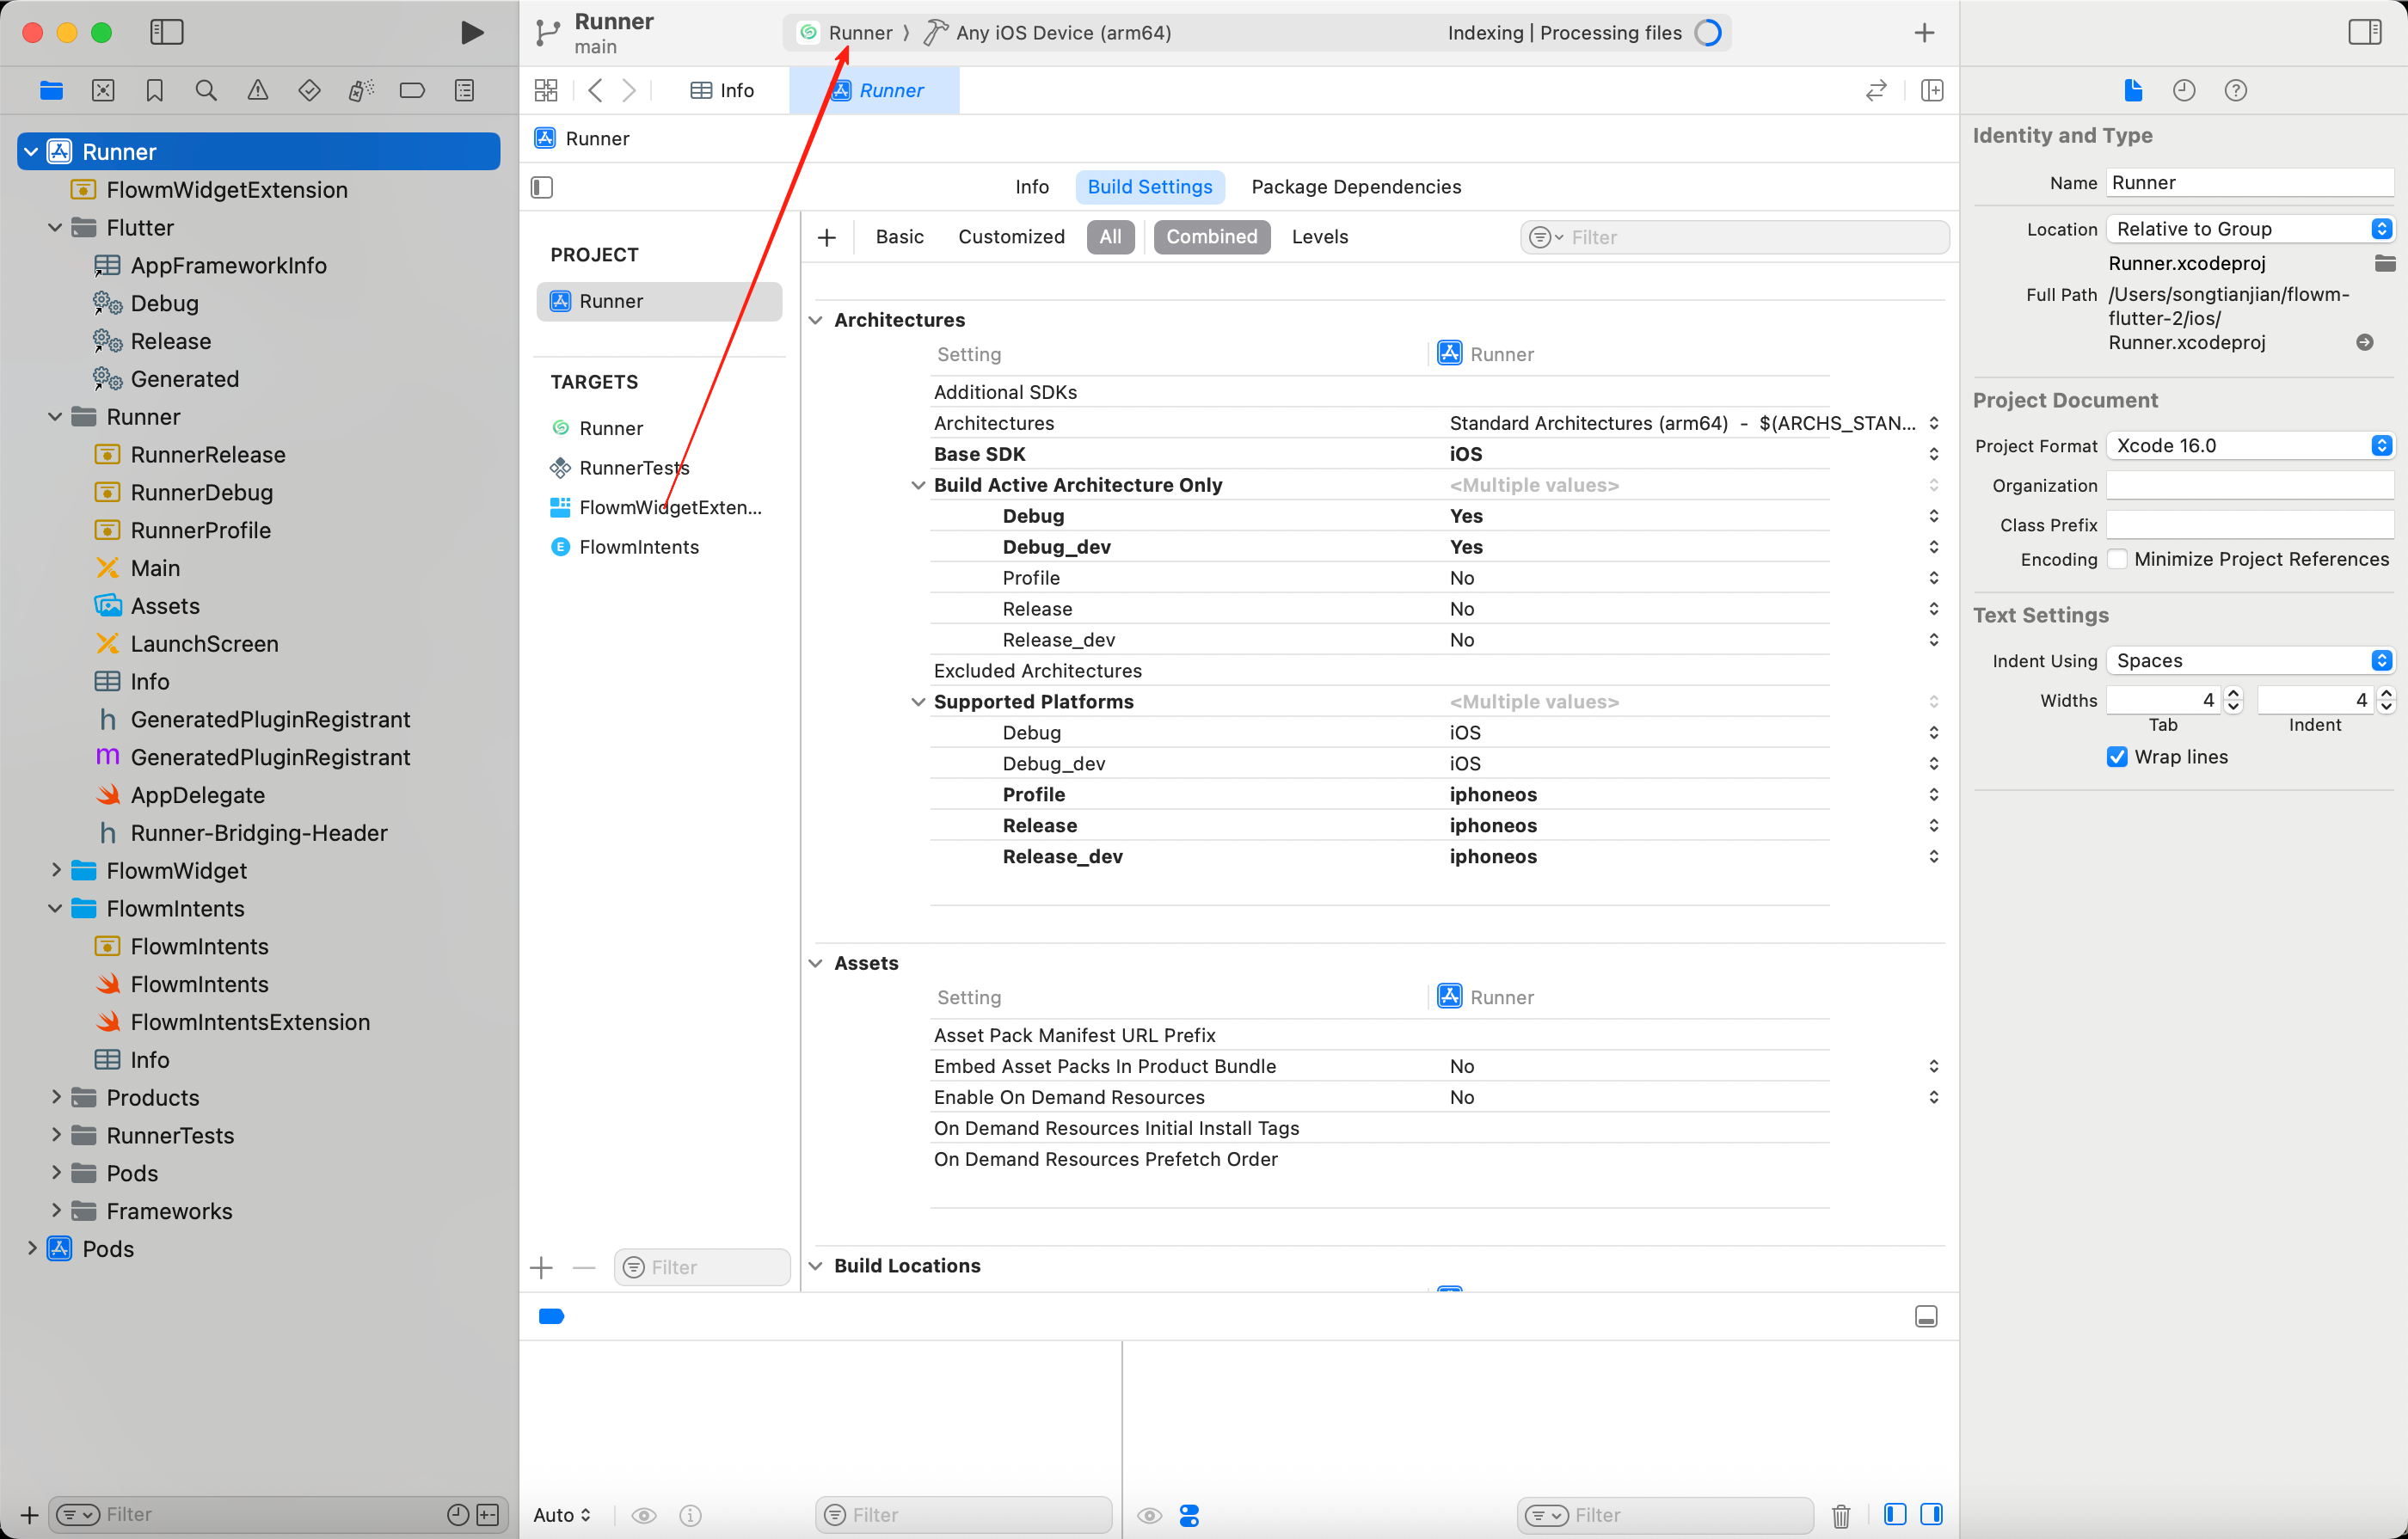 Runner
main
Runner 〉 Any iOS Device (arm64)
Indexing | Processing files
Info
Runner
Runner
Info
Build Settings
Package Dependencies
Runner
FlowmWidgetExtension
Flutter
AppFrameworkInfo
Debug
Release
Generated
Runner
RunnerRelease
RunnerDebug
RunnerProfile
Main
Assets
LaunchScreen
Info
h GeneratedPluginRegistrant
m GeneratedPluginRegistrant
AppDelegate
h Runner-Bridging-Header
FlowmWidget
FlowmIntents
FlowmIntents
FlowmIntents
FlowmIntentsExtension
Info
Products
RunnerTests
Pods
Frameworks
Pods
Filter
PROJECT
Runner
TARGETS
Runner
RunnerTests
FlowmWidgetExten...
E FlowmIntents
Filter
Basic Customized All Combined Levels
Filter
Architectures
Setting Runner
Additional SDKs
Architectures Standard Architectures (arm64) - $(ARCHS_STAN...
Base SDK iOS
Build Active Architecture Only <Multiple values>
Debug Yes
Debug_dev Yes
Profile No
Release No
Release_dev No
Excluded Architectures
Supported Platforms <Multiple values>
Debug iOS
Debug_dev iOS
Profile iphoneos
Release iphoneos
Release_dev iphoneos
Assets
Setting Runner
Asset Pack Manifest URL Prefix
Embed Asset Packs In Product Bundle No
Enable On Demand Resources No
On Demand Resources Initial Install Tags
On Demand Resources Prefetch Order
Build Locations
Auto
Filter
Filter
Identity and Type
Name Runner
Location Relative to Group
Runner.xcodeproj
Full Path /Users/songtianjian/flowm-
flutter-2/ios/
Runner.xcodeproj
Project Document
Project Format Xcode 16.0
Organization
Class Prefix
Encoding Minimize Project References
Text Settings
Indent Using Spaces
Widths 4 4
Tab Indent
Wrap lines